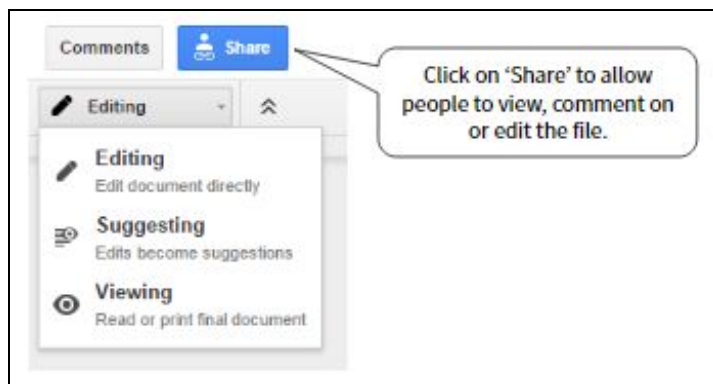 Comments
Share
Click on ‘Share’ to allow
people to view, comment on
or edit the file.
Editing
Editing
Edit document directly
Suggesting
Edits become suggestions
Viewing
Read or print final document